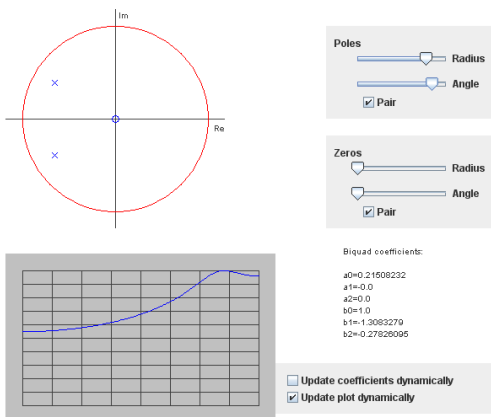 Im
Re
Poles
Radius
Angle
Pair
Zeros
Radius
Angle
Pair
Biquad coefficients:
a0=0.21508232
a1=-0.0
a2=0.0
b0=1.0
b1=-1.3083279
b2=-0.27826095
Update coefficients dynamically
Update plot dynamically